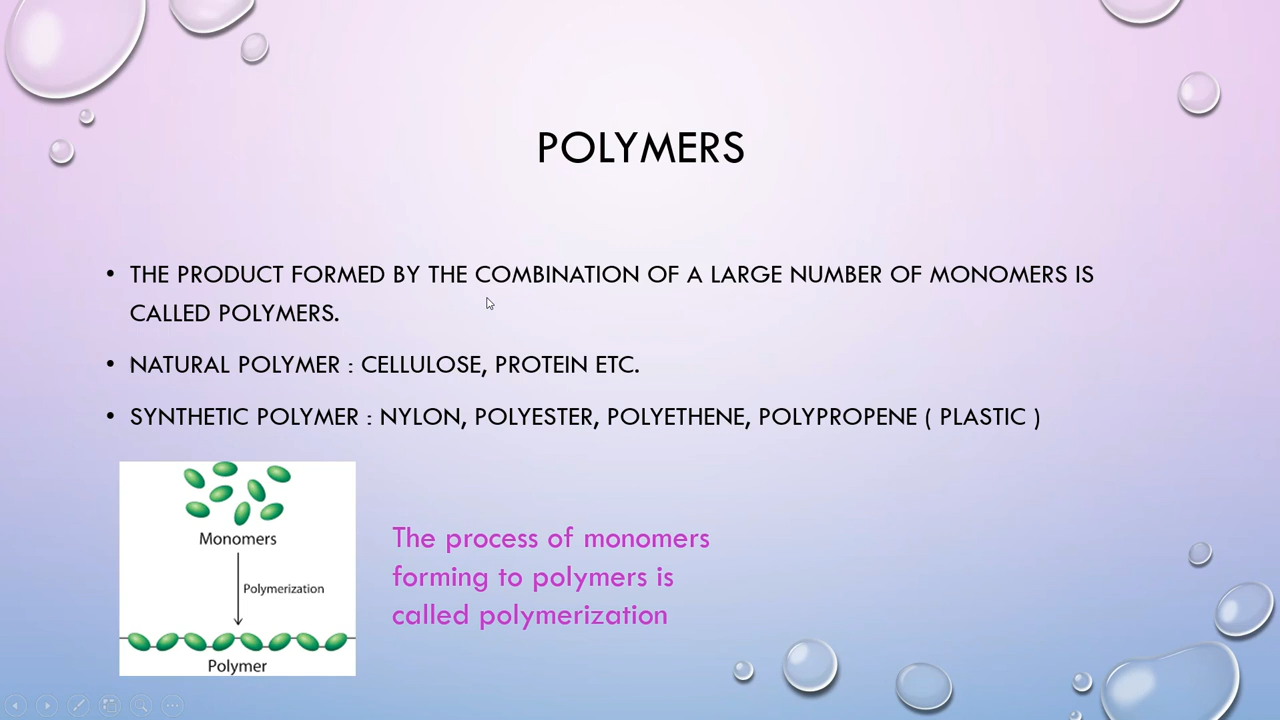 POLYMERS
• THE PRODUCT FORMED BY THE COMBINATION OF A LARGE NUMBER OF MONOMERS IS
CALLED POLYMERS.
• NATURAL POLYMER : CELLULOSE, PROTEIN ETC.
• SYNTHETIC POLYMER : NYLON, POLYESTER, POLYETHENE, POLYPROPENE ( PLASTIC )
Monomers
Polymerization
Polymer
The process of monomers
forming to polymers is
called polymerization